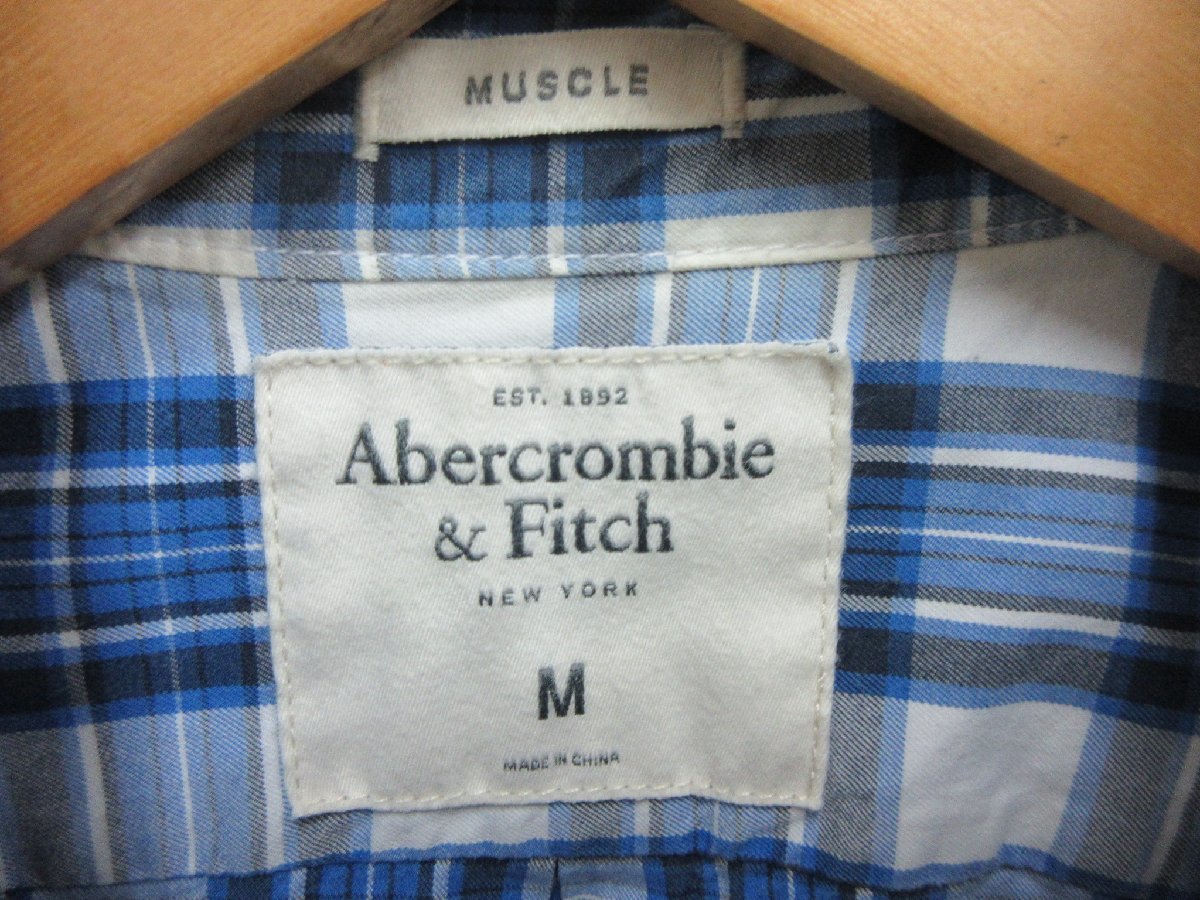 MUSCLE
EST. 1892
Abercrombie
& Fitch
NEW YORK
M
MADE IN CHINA